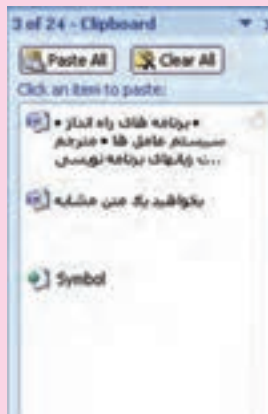 3 of 24 - Clipboard
Paste All Clear All
Click an item to paste:
• برنامه های راه انداز •
سیستم عامل ها • مترجم
ت زبانهای برنامه نویسی...
بخواهید یک متن مشابه
Symbol